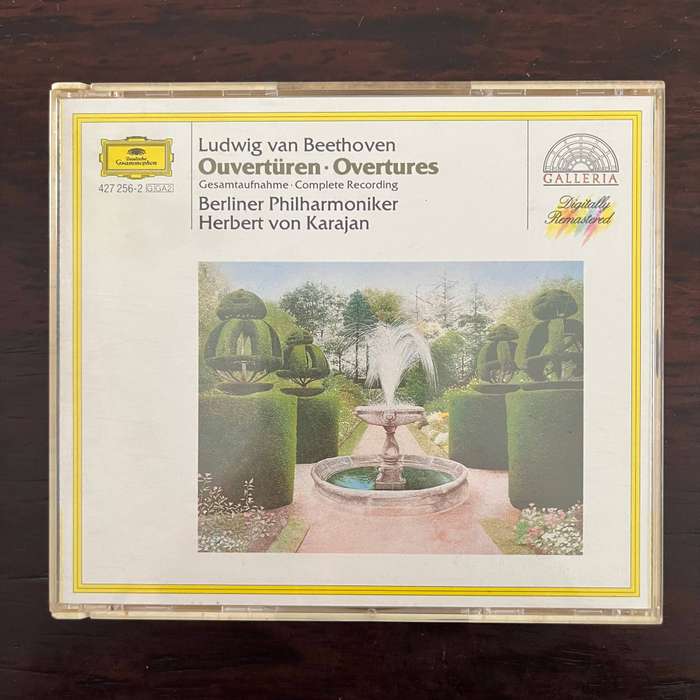 Deutsche
Grammophon
427 256-2 GGA2
Ludwig van Beethoven
Ouvertüren · Overtures
Gesamtaufnahme · Complete Recording
Berliner Philharmoniker
Herbert von Karajan
GALLERIA
Digitally
Remastered